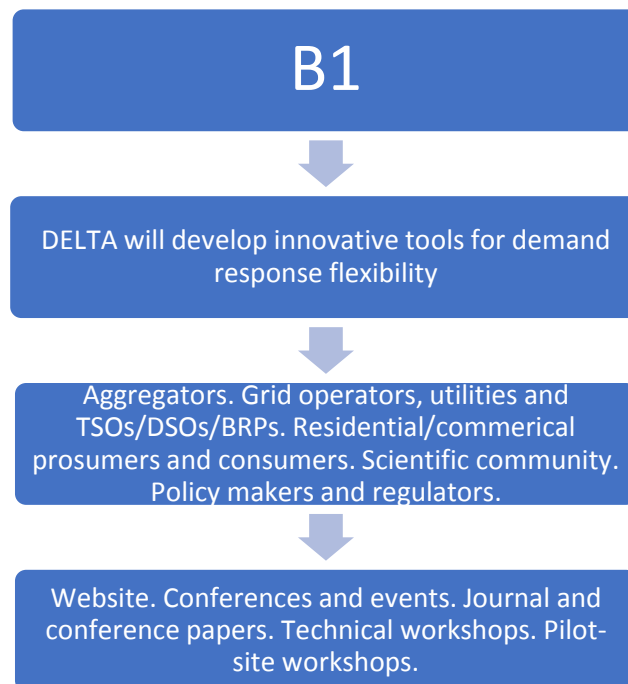 B1
DELTA will develop innovative tools for demand
response flexibility
Aggregators. Grid operators, utilities and
TSOs/DSOs/BRPs. Residential/commerical
prosumers and consumers. Scientific community.
Policy makers and regulators.
Website. Conferences and events. Journal and
conference papers. Technical workshops. Pilot-
site workshops.